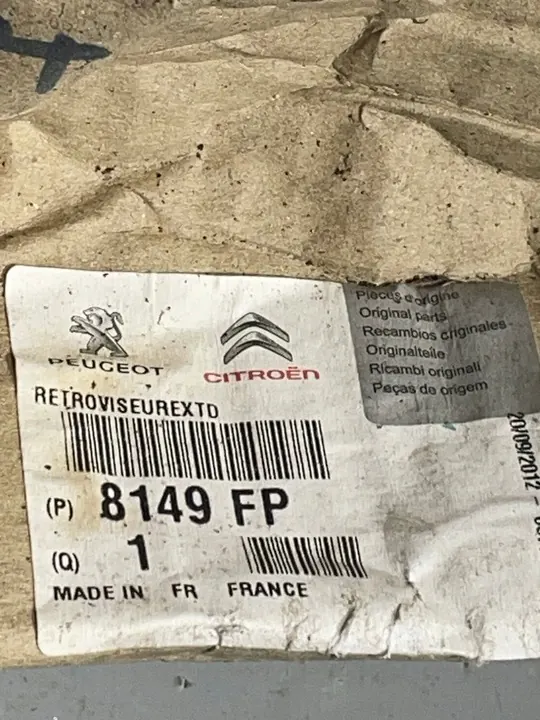 PEUGEOT
CITROËN
Pièces d'origine
Original parts
Recambios originales
Originalteile
Ricambi originali
Peças de origem
RETROVISEUREXTD
(P) 8149 FP
(Q) 1
MADE IN FR FRANCE
20/09/2012